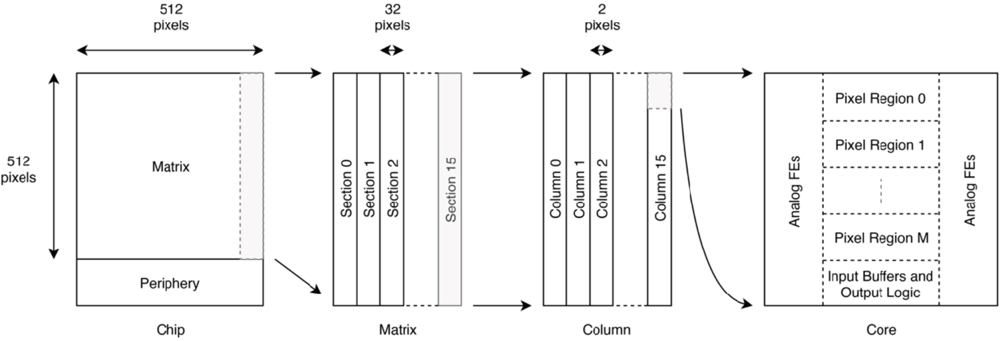 512
pixels
32
pixels
2
pixels
512
pixels
Matrix
Periphery
Section 0
Section 1
Section 2
Section 15
Column 0
Column 1
Column 2
Column 15
Analog FEs
Pixel Region 0
Pixel Region 1
Pixel Region M
Input Buffers and
Output Logic
Analog FEs
Chip
Matrix
Column
Core